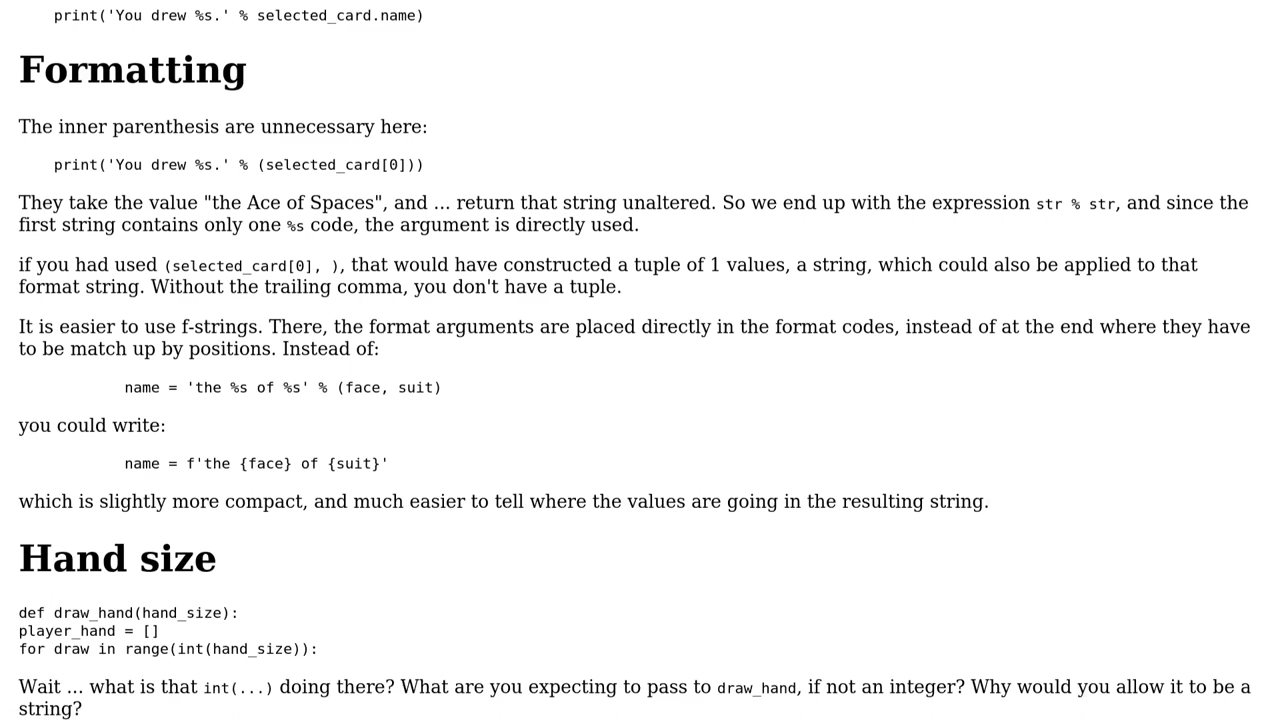 print('You drew %s.' % selected_card.name)
Formatting
The inner parenthesis are unnecessary here:
print('You drew %s.' % (selected_card[0]))
They take the value "the Ace of Spaces", and ... return that string unaltered. So we end up with the expression str % str, and since the
first string contains only one %s code, the argument is directly used.
if you had used (selected_card[0], ), that would have constructed a tuple of 1 values, a string, which could also be applied to that
format string. Without the trailing comma, you don't have a tuple.
It is easier to use f-strings. There, the format arguments are placed directly in the format codes, instead of at the end where they have
to be match up by positions. Instead of:
name = 'the %s of %s' % (face, suit)
you could write:
name = f'the {face} of {suit}'
which is slightly more compact, and much easier to tell where the values are going in the resulting string.
Hand size
def draw_hand(hand_size):
player_hand = []
for draw in range(int(hand_size)):
Wait ... what is that int(...) doing there? What are you expecting to pass to draw_hand, if not an integer? Why would you allow it to be a
string?